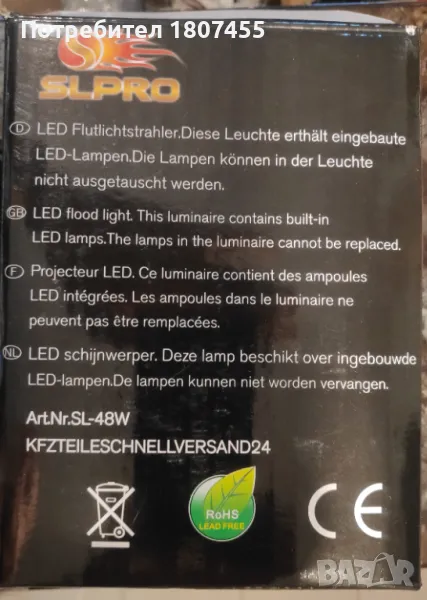 Потребител 1807455
SLPRO
D LED Flutlichtstrahler.Diese Leuchte erthält eingebaute
LED-Lampen.Die Lampen können in der Leuchte
nicht ausgetauscht werden.
GB LED flood light. This luminaire contains built-in
LED lamps.The lamps in the luminaire cannot be replaced.
F Projecteur LED. Ce luminaire contient des ampoules
LED intégrées. Les ampoules dans le luminaire ne
peuvent pas être remplacées.
NL LED schijnwerper. Deze lamp beschikt over ingebouwde
LED-lampen.De lampen kunnen niet worden vervangen.
Art.Nr.SL-48W
KFZTEILESCHNELLVERSAND24
RoHS
LEAD FREE
CE
BAZAR